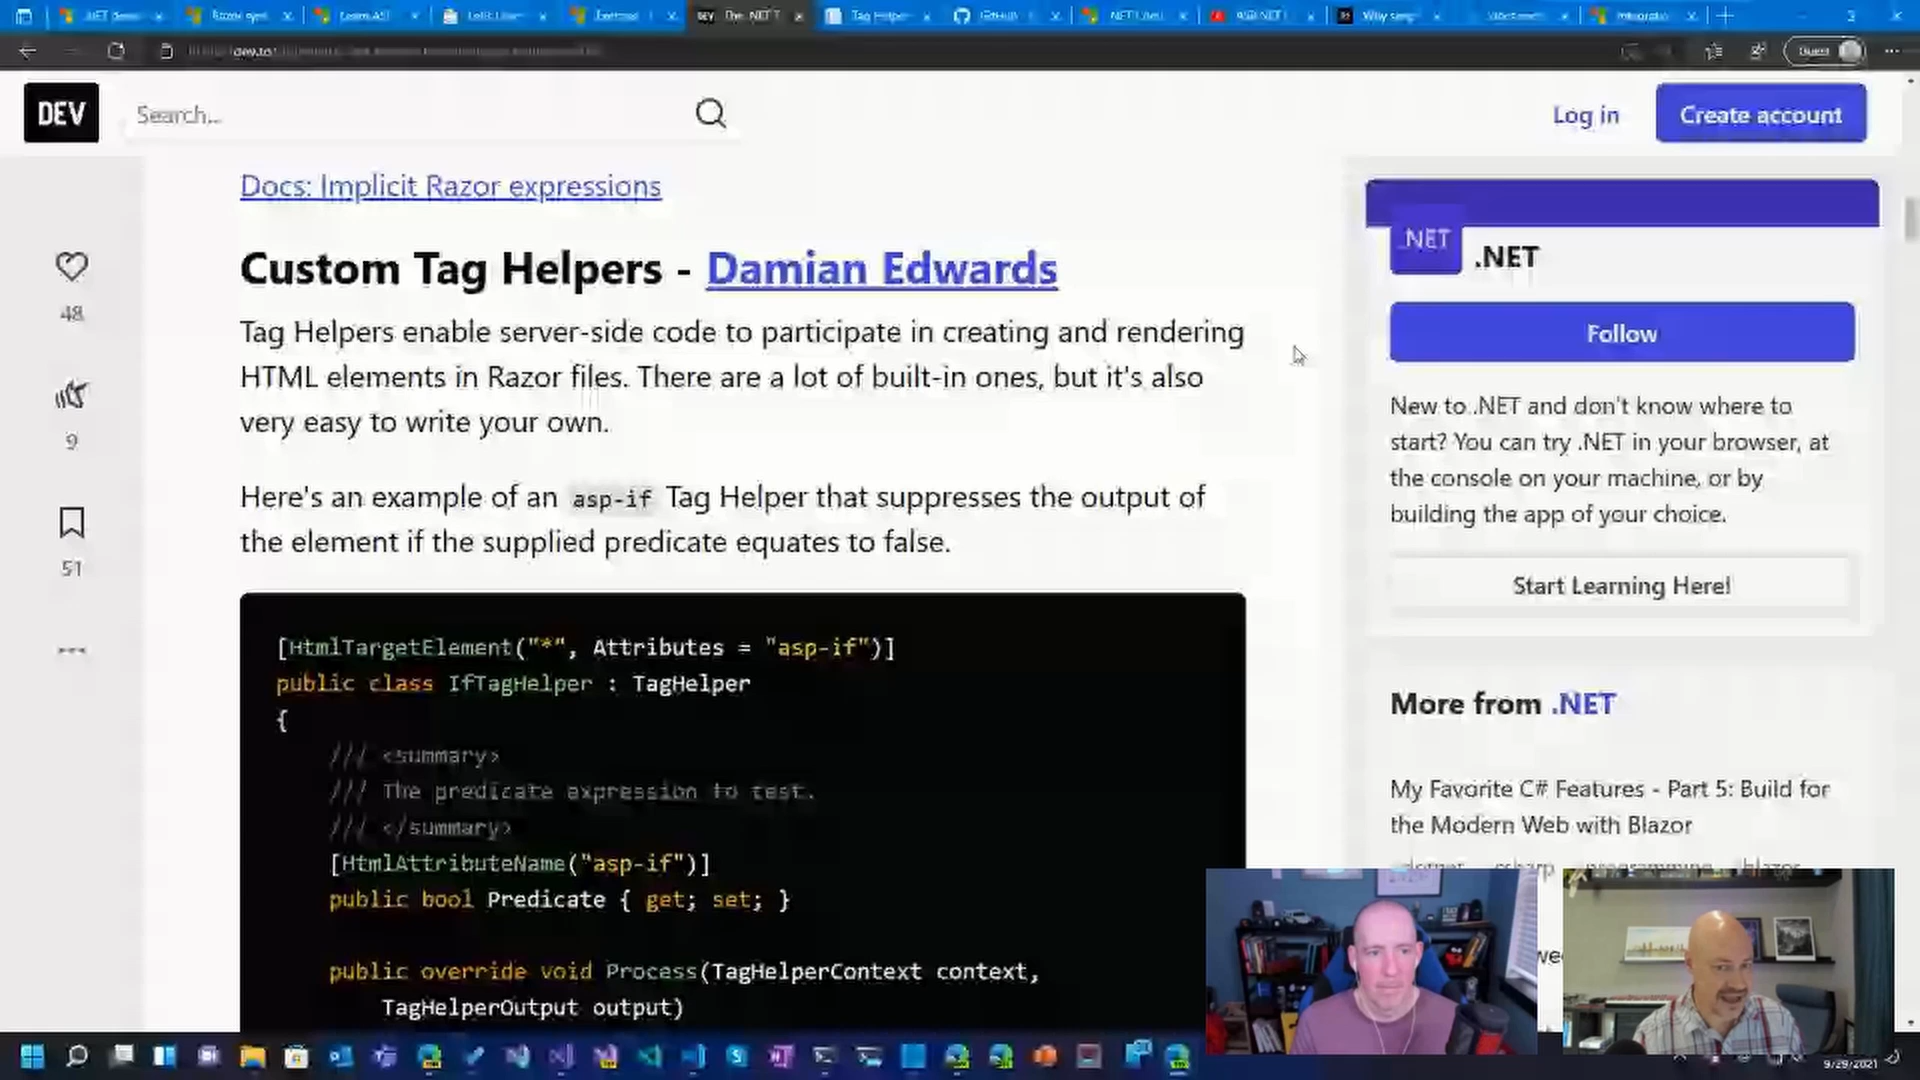 DEV
Search...
Log in
Create account
Docs: Implicit Razor expressions
Custom Tag Helpers - Damian Edwards
Tag Helpers enable server-side code to participate in creating and rendering
HTML elements in Razor files. There are a lot of built-in ones, but it's also
very easy to write your own.
Here's an example of an asp-if Tag Helper that suppresses the output of
the element if the supplied predicate equates to false.
[HtmlTargetElement("*", Attributes = "asp-if")]
public class IfTagHelper : TagHelper
{
/// <summary>
/// The predicate expression to test.
/// </summary>
[HtmlAttributeName("asp-if")]
public bool Predicate { get; set; }
public override void Process(TagHelperContext context,
TagHelperOutput output)
48
9
51
.NET
.NET
Follow
New to .NET and don't know where to
start? You can try .NET in your browser, at
the console on your machine, or by
building the app of your choice.
Start Learning Here!
More from .NET
My Favorite C# Features - Part 5: Build for
the Modern Web with Blazor
9/29/2021